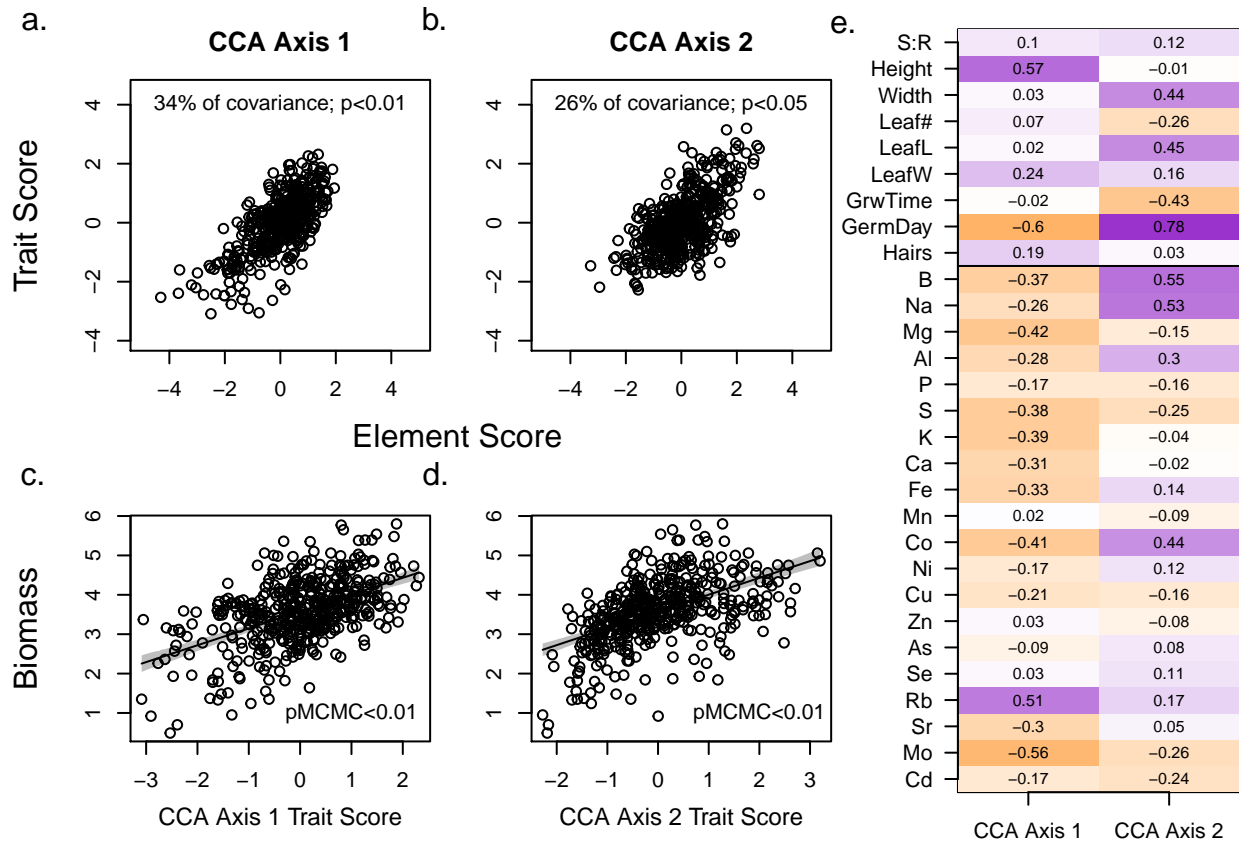 a.
CCA Axis 1
34% of covariance; p<0.01
4
2
0
−2
−4
−4 −2 0 2 4
Trait Score
b.
CCA Axis 2
26% of covariance; p<0.05
4
2
0
−2
−4
−4 −2 0 2 4
Element Score
c.
6
5
4
3
2
1
pMCMC<0.01
−3 −2 −1 0 1 2
CCA Axis 1 Trait Score
Biomass
d.
6
5
4
3
2
1
pMCMC<0.01
−2 −1 0 1 2 3
CCA Axis 2 Trait Score
e.
S:R 0.1 0.12
Height 0.57 −0.01
Width 0.03 0.44
Leaf# 0.07 −0.26
LeafL 0.02 0.45
LeafW 0.24 0.16
GrwTime −0.02 −0.43
GermDay −0.6 0.78
Hairs 0.19 0.03
B −0.37 0.55
Na −0.26 0.53
Mg −0.42 −0.15
Al −0.28 0.3
P −0.17 −0.16
S −0.38 −0.25
K −0.39 −0.04
Ca −0.31 −0.02
Fe −0.33 0.14
Mn 0.02 −0.09
Co −0.41 0.44
Ni −0.17 0.12
Cu −0.21 −0.16
Zn 0.03 −0.08
As −0.09 0.08
Se 0.03 0.11
Rb 0.51 0.17
Sr −0.3 0.05
Mo −0.56 −0.26
Cd −0.17 −0.24
CCA Axis 1 CCA Axis 2